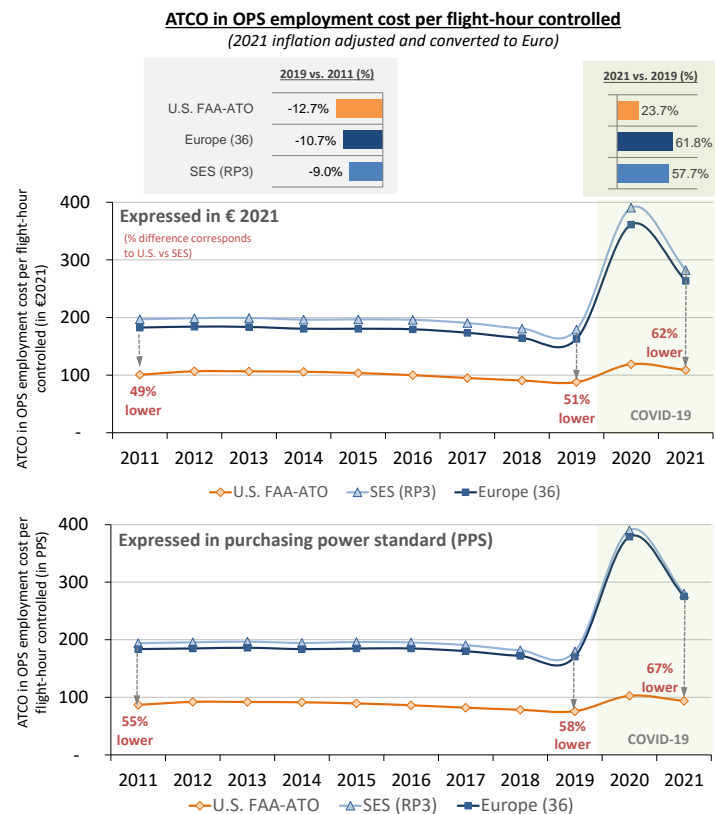 ATCO in OPS employment cost per flight-hour controlled
(2021 inflation adjusted and converted to Euro)
2019 vs. 2011 (%)
2021 vs. 2019 (%)
U.S. FAA-ATO
-12.7%
23.7%
Europe (36)
-10.7%
61.8%
SES (RP3)
-9.0%
57.7%
ATCO in OPS employment cost per flight-hour
controlled (in €2021)
400
300
200
100
-
Expressed in € 2021
(% difference corresponds
to U.S. vs SES)
49%
lower
51%
lower
62%
lower
COVID-19
2011 2012 2013 2014 2015 2016 2017 2018 2019 2020 2021
U.S. FAA-ATO SES (RP3) Europe (36)
ATCO in OPS employment cost per
flight-hour controlled (in PPS)
400
300
200
100
-
Expressed in purchasing power standard (PPS)
55%
lower
58%
lower
67%
lower
COVID-19
2011 2012 2013 2014 2015 2016 2017 2018 2019 2020 2021
U.S. FAA-ATO SES (RP3) Europe (36)